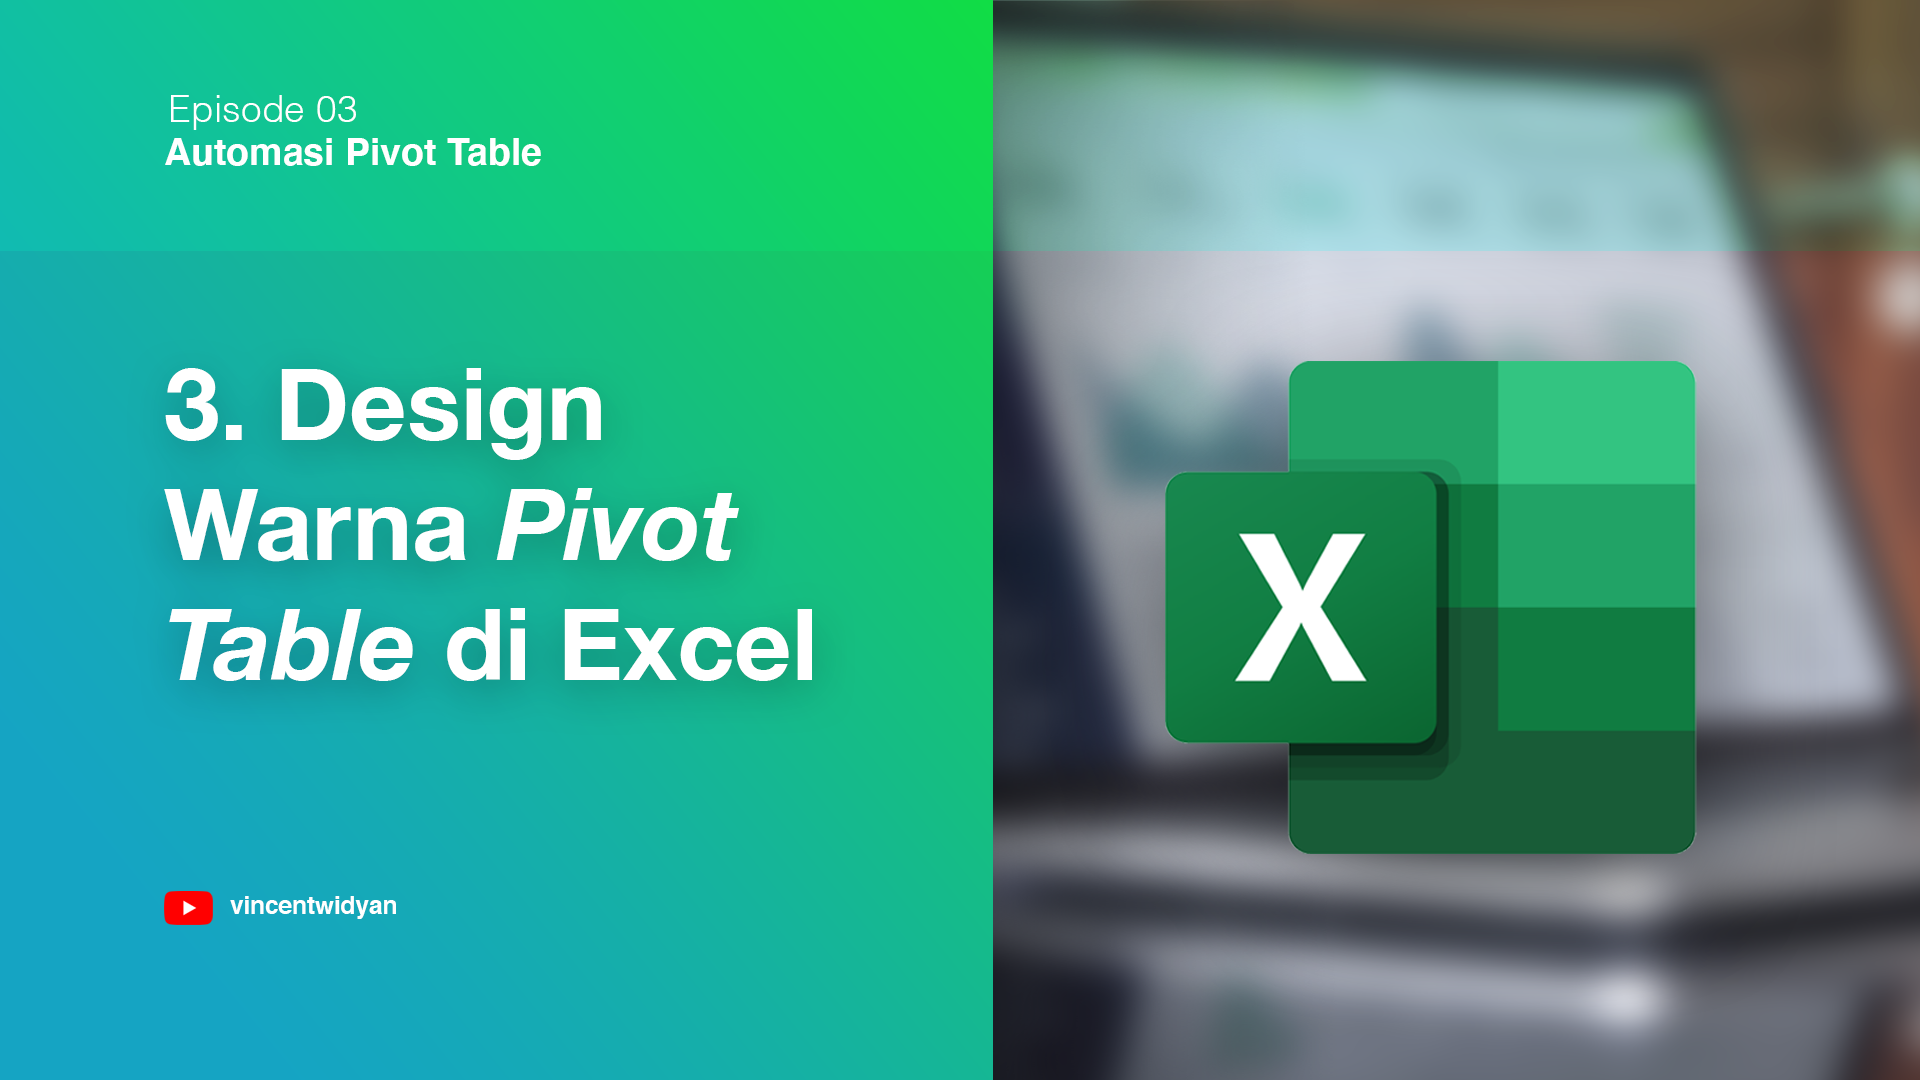 Episode 03
Automasi Pivot Table
3. Design
Warna Pivot
Table di Excel
X
vincentwidyan